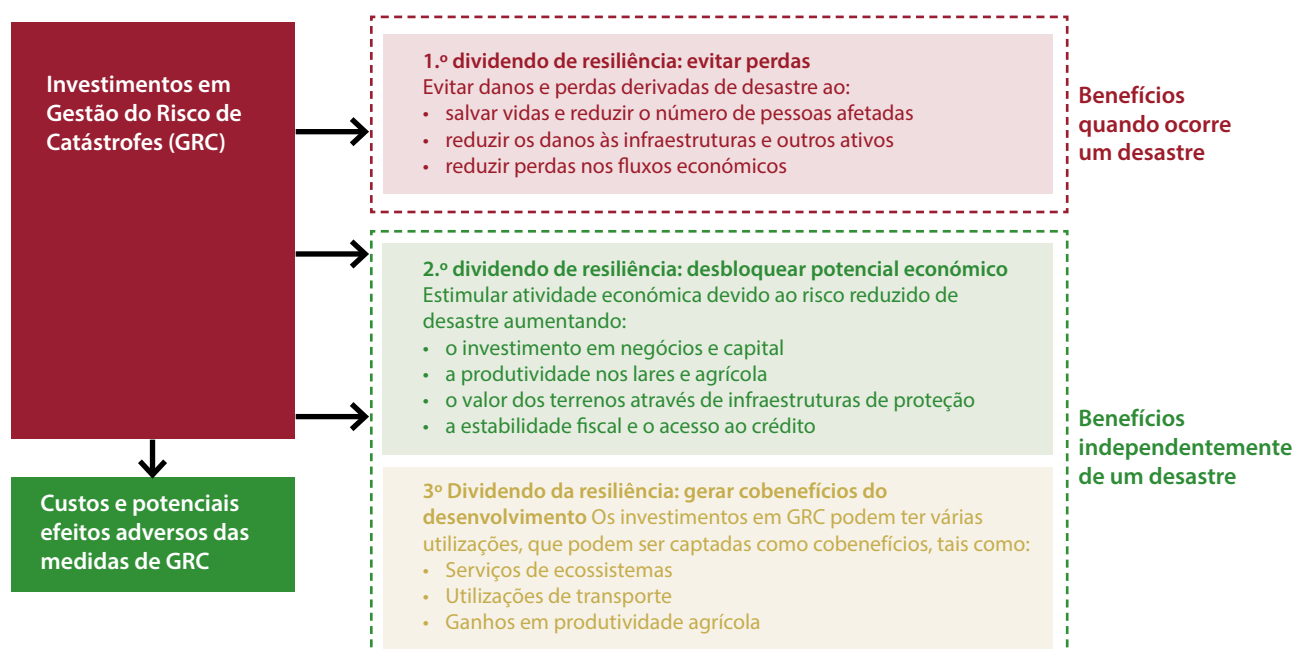 Investimentos em
Gestão do Risco de
Catástrofes (GRC)
1.º dividendo de resiliência: evitar perdas
Evitar danos e perdas derivadas de desastre ao:
• salvar vidas e reduzir o número de pessoas afetadas
• reduzir os danos às infraestruturas e outros ativos
• reduzir perdas nos fluxos económicos
Benefícios
quando ocorre
um desastre
2.º dividendo de resiliência: desbloquear potencial económico
Estimular atividade económica devido ao risco reduzido de
desastre aumentando:
• o investimento em negócios e capital
• a produtividade nos lares e agrícola
• o valor dos terrenos através de infraestruturas de proteção
• a estabilidade fiscal e o acesso ao crédito
Benefícios
independentemente
de um desastre
3º Dividendo da resiliência: gerar cobenefícios do
desenvolvimento Os investimentos em GRC podem ter várias
utilizações, que podem ser captadas como cobenefícios, tais como:
• Serviços de ecossistemas
• Utilizações de transporte
• Ganhos em produtividade agrícola
Custos e potenciais
efeitos adversos das
medidas de GRC